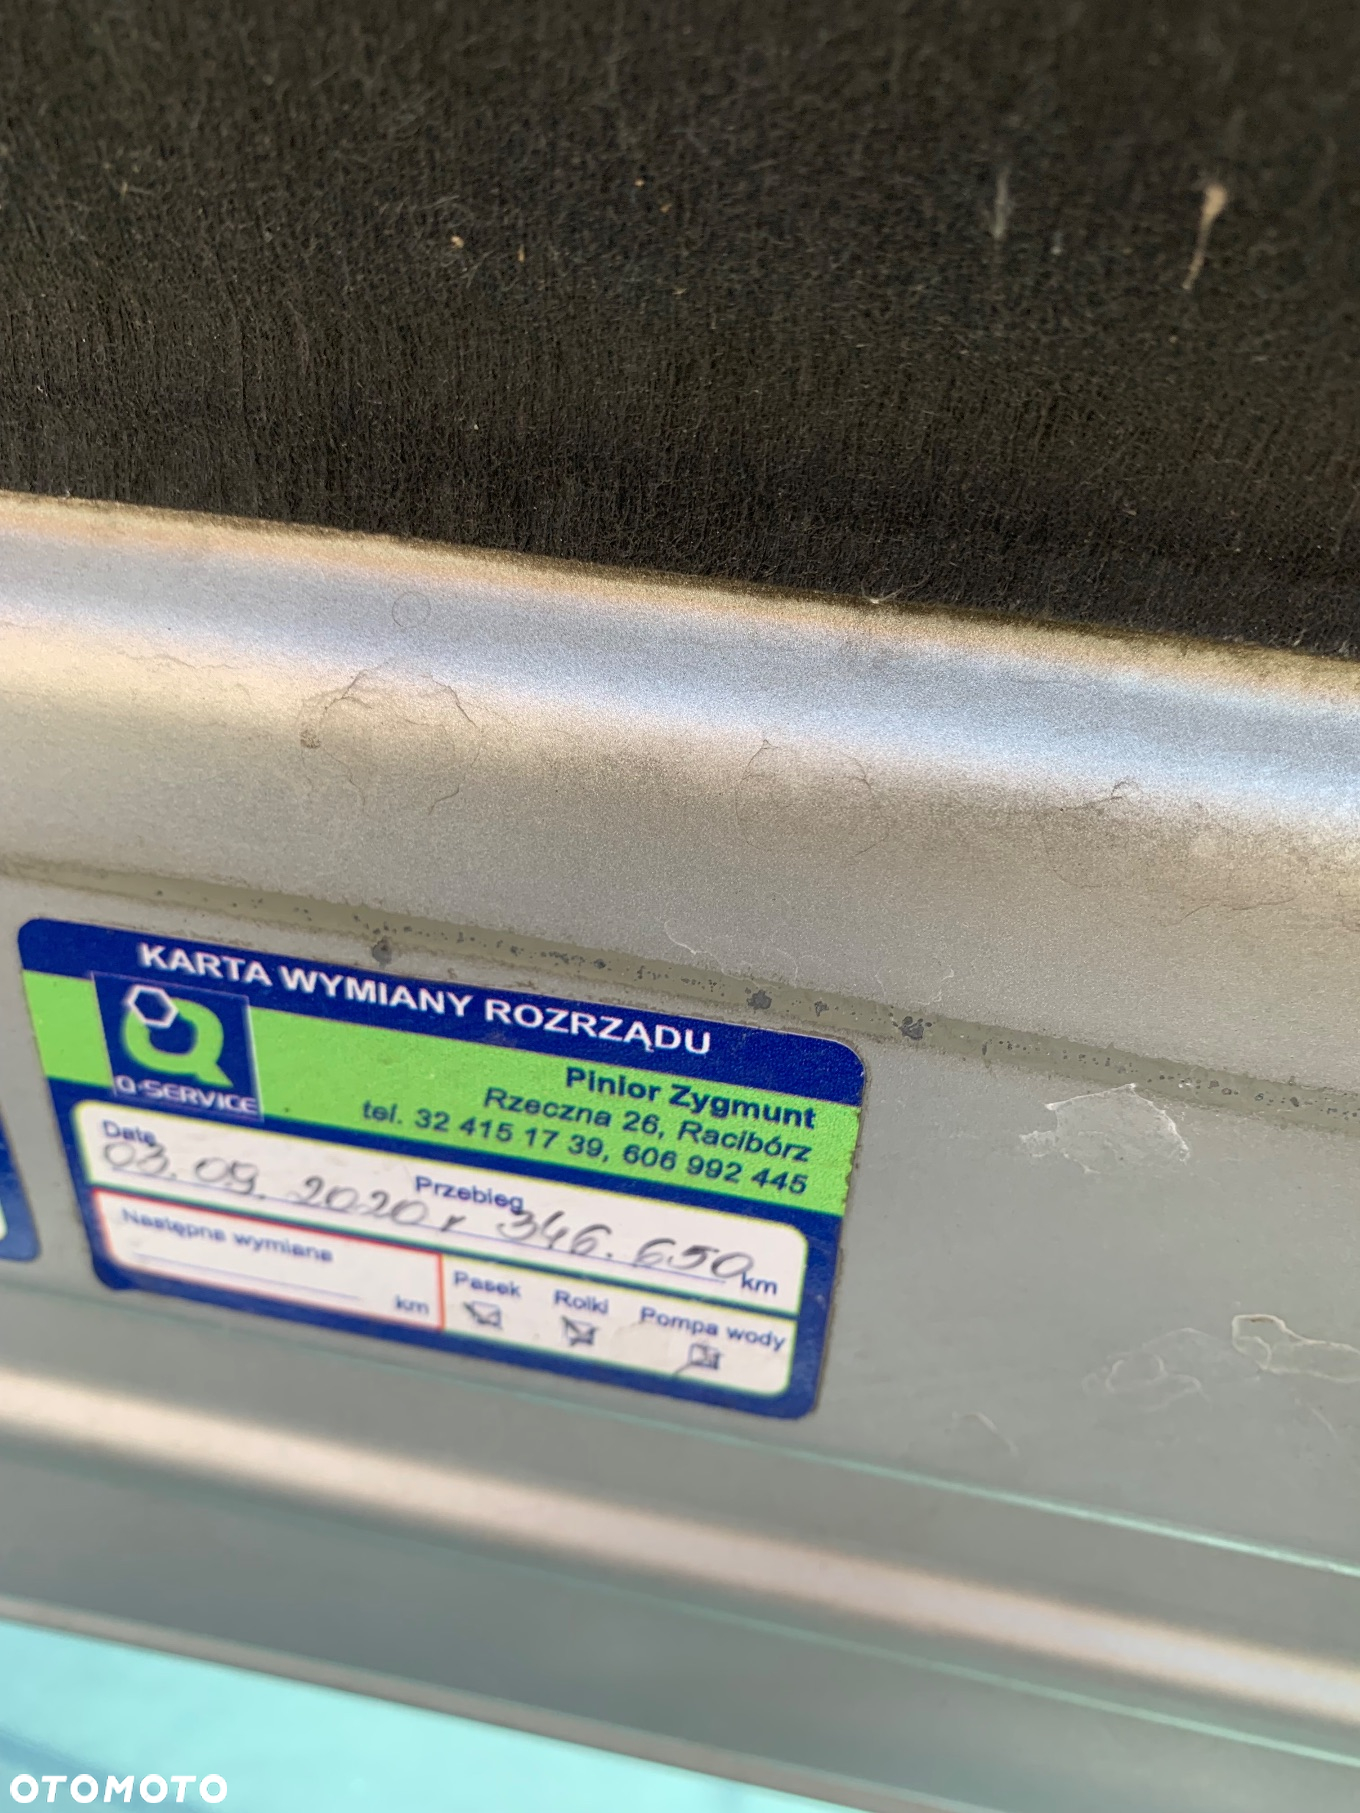 KARTA WYMIANY ROZRZĄDU
Q-SERVICE
Pinior Zygmunt
Rzeczna 26, Racibórz
tel. 32 415 17 39, 606 992 445
Data
03.09.2020 r
Przebieg
346.650 km
Następna wymiana
km
Pasek
Rolki
Pompa wody
OTOMOTO